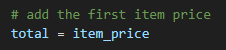 # add the first item price
total = item_price